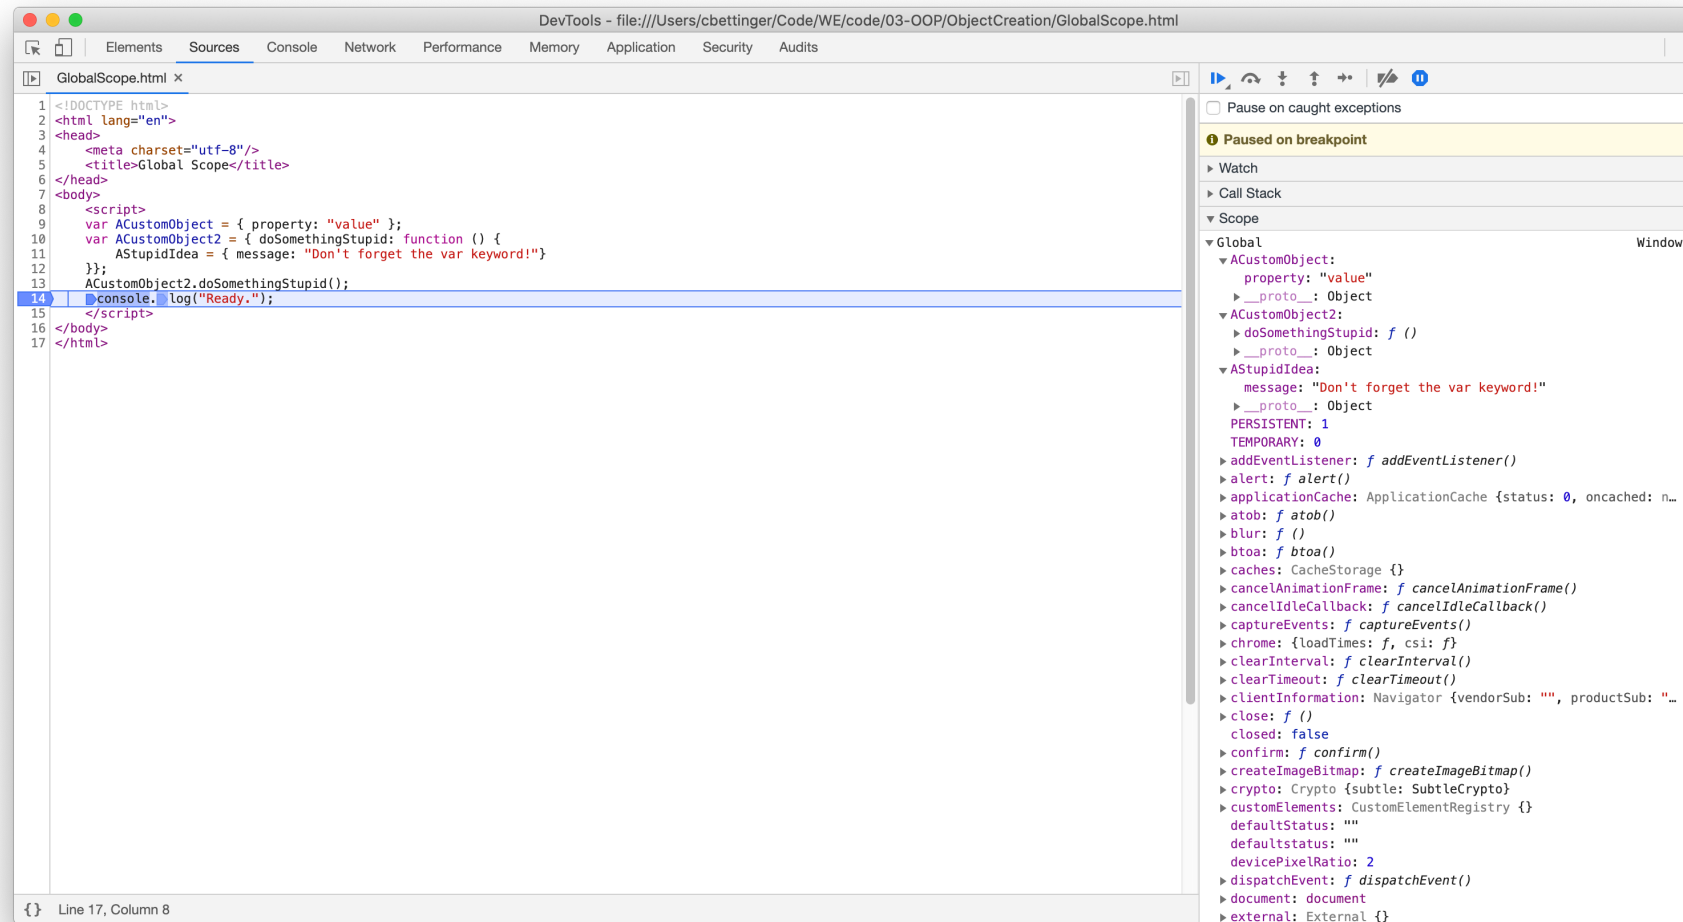 DevTools - file:///Users/cbettinger/Code/WE/code/03-OOP/ObjectCreation/GlobalScope.html
Elements Sources Console Network Performance Memory Application Security Audits
GlobalScope.html ×
1 <!DOCTYPE html>
2 <html lang="en">
3 <head>
4     <meta charset="utf-8"/>
5     <title>Global Scope</title>
6 </head>
7 <body>
8     <script>
9     var ACustomObject = { property: "value" };
10     var ACustomObject2 = { doSomethingStupid: function () {
11         AStupidIdea = { message: "Don't forget the var keyword!"}
12     }};
13     ACustomObject2.doSomethingStupid();
14     console.log("Ready.");
15     </script>
16 </body>
17 </html>
{} Line 17, Column 8
Pause on caught exceptions
Paused on breakpoint
Watch
Call Stack
Scope
Global Window
ACustomObject:
property: "value"
__proto__: Object
ACustomObject2:
doSomethingStupid: ƒ ()
__proto__: Object
AStupidIdea:
message: "Don't forget the var keyword!"
__proto__: Object
PERSISTENT: 1
TEMPORARY: 0
addEventListener: ƒ addEventListener()
alert: ƒ alert()
applicationCache: ApplicationCache {status: 0, oncached: n…
atob: ƒ atob()
blur: ƒ ()
btoa: ƒ btoa()
caches: CacheStorage {}
cancelAnimationFrame: ƒ cancelAnimationFrame()
cancelIdleCallback: ƒ cancelIdleCallback()
captureEvents: ƒ captureEvents()
chrome: {loadTimes: ƒ, csi: ƒ}
clearInterval: ƒ clearInterval()
clearTimeout: ƒ clearTimeout()
clientInformation: Navigator {vendorSub: "", productSub: "…
close: ƒ ()
closed: false
confirm: ƒ confirm()
createImageBitmap: ƒ createImageBitmap()
crypto: Crypto {subtle: SubtleCrypto}
customElements: CustomElementRegistry {}
defaultStatus: ""
defaultstatus: ""
devicePixelRatio: 2
dispatchEvent: ƒ dispatchEvent()
document: document
external: External {}